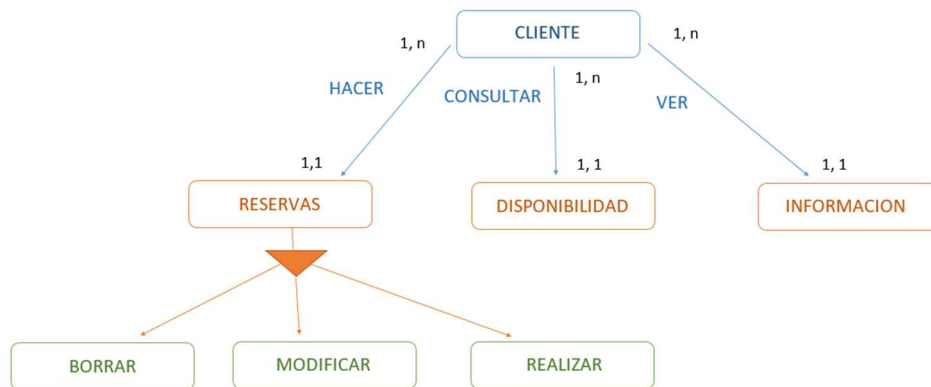 CLIENTE
1, n
1, n
1, n
HACER
CONSULTAR
VER
1,1
1, 1
1, 1
RESERVAS
DISPONIBILIDAD
INFORMACION
BORRAR
MODIFICAR
REALIZAR